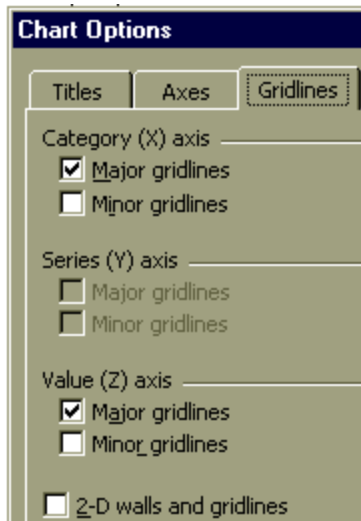 Chart Options
Titles Axes Gridlines
Category (X) axis
Major gridlines
Minor gridlines
Series (Y) axis
Major gridlines
Minor gridlines
Value (Z) axis
Major gridlines
Minor gridlines
2-D walls and gridlines